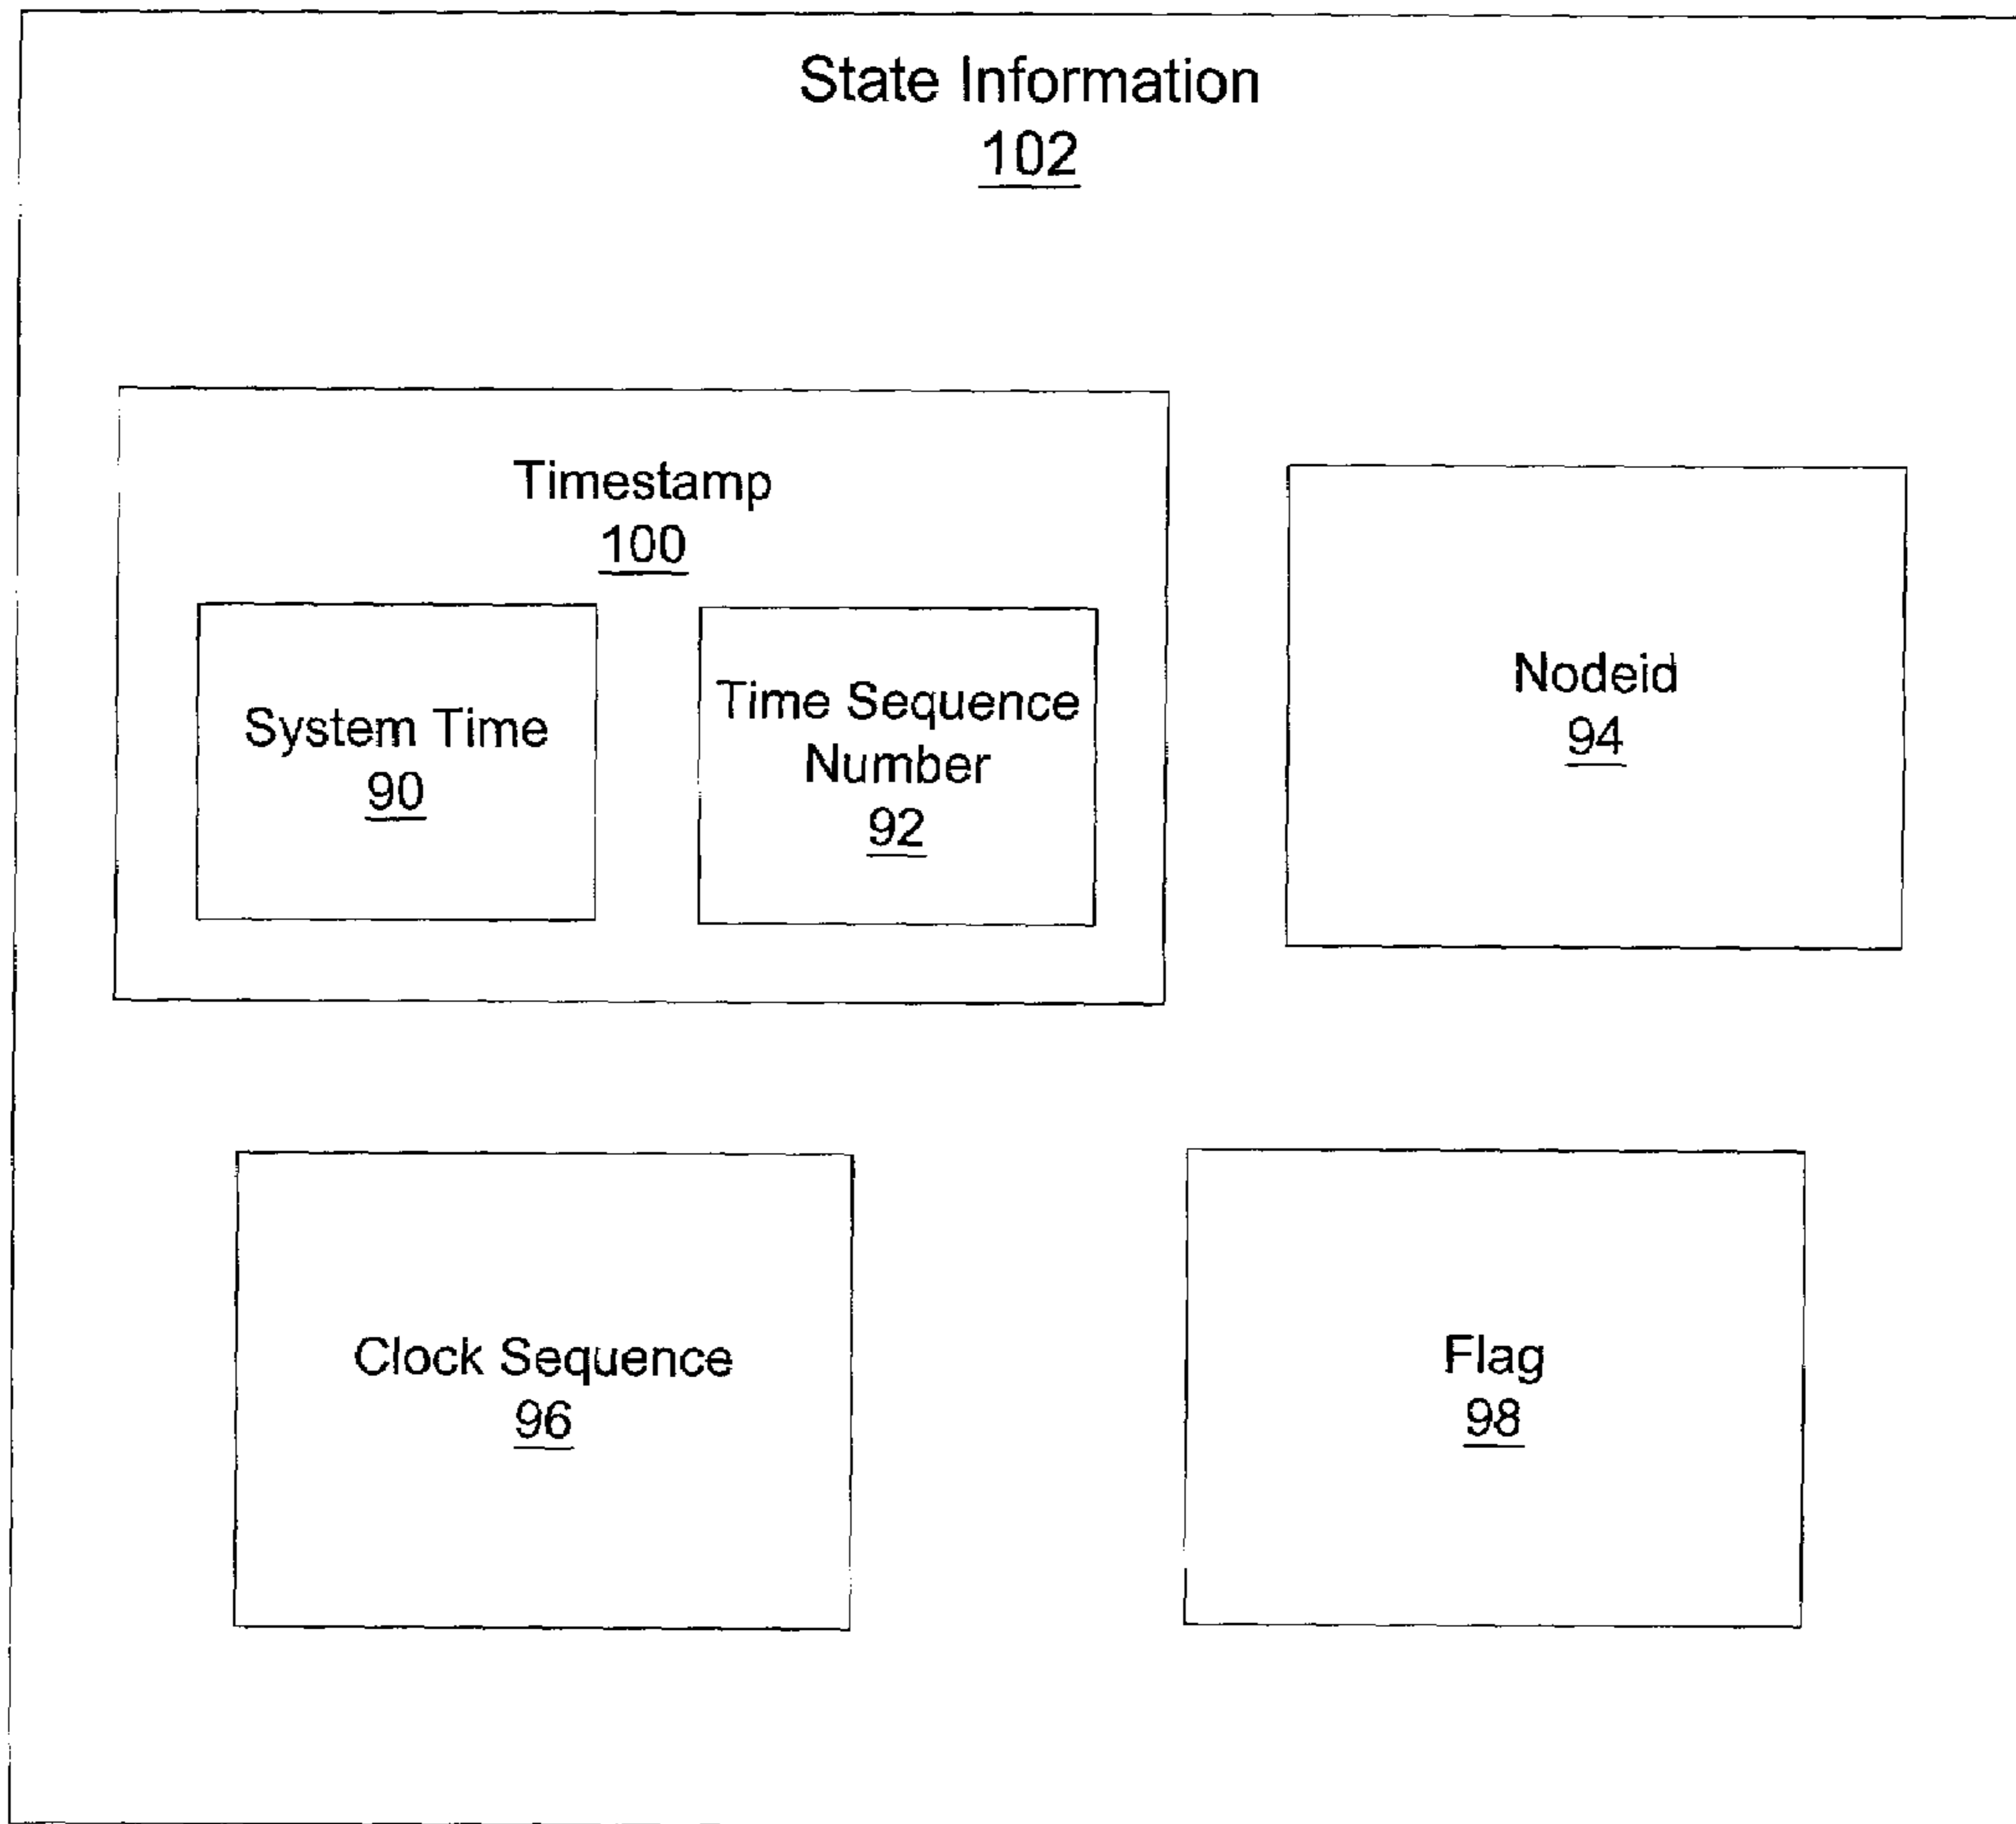 State Information
102
Timestamp
100
System Time
90
Time Sequence
Number
92
Nodeid
94
Clock Sequence
96
Flag
98